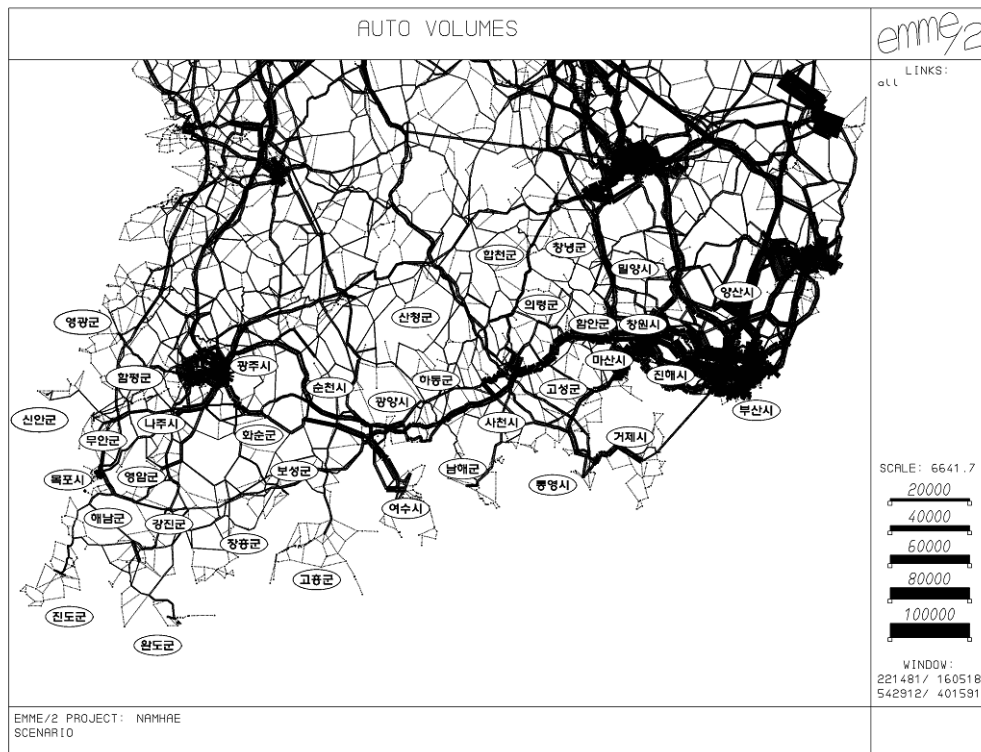 AUTO VOLUMES
emme/2
LINKS:
all
합천군
창녕군
밀양시
양산시
의령군
산청군
함안군
창원시
영광군
마산시
진해시
광주시
함평군
순천시
하동군
고성군
광양시
부산시
신안군
나주시
사천시
무안군
화순군
거제시
목포시
영암군
보성군
남해군
통영시
여수시
해남군
강진군
장흥군
고흥군
진도군
완도군
SCALE: 6641.7
20000
40000
60000
80000
100000
WINDOW:
221481/ 160518
542912/ 401591
EMME/2 PROJECT: NAMHAE
SCENARIO